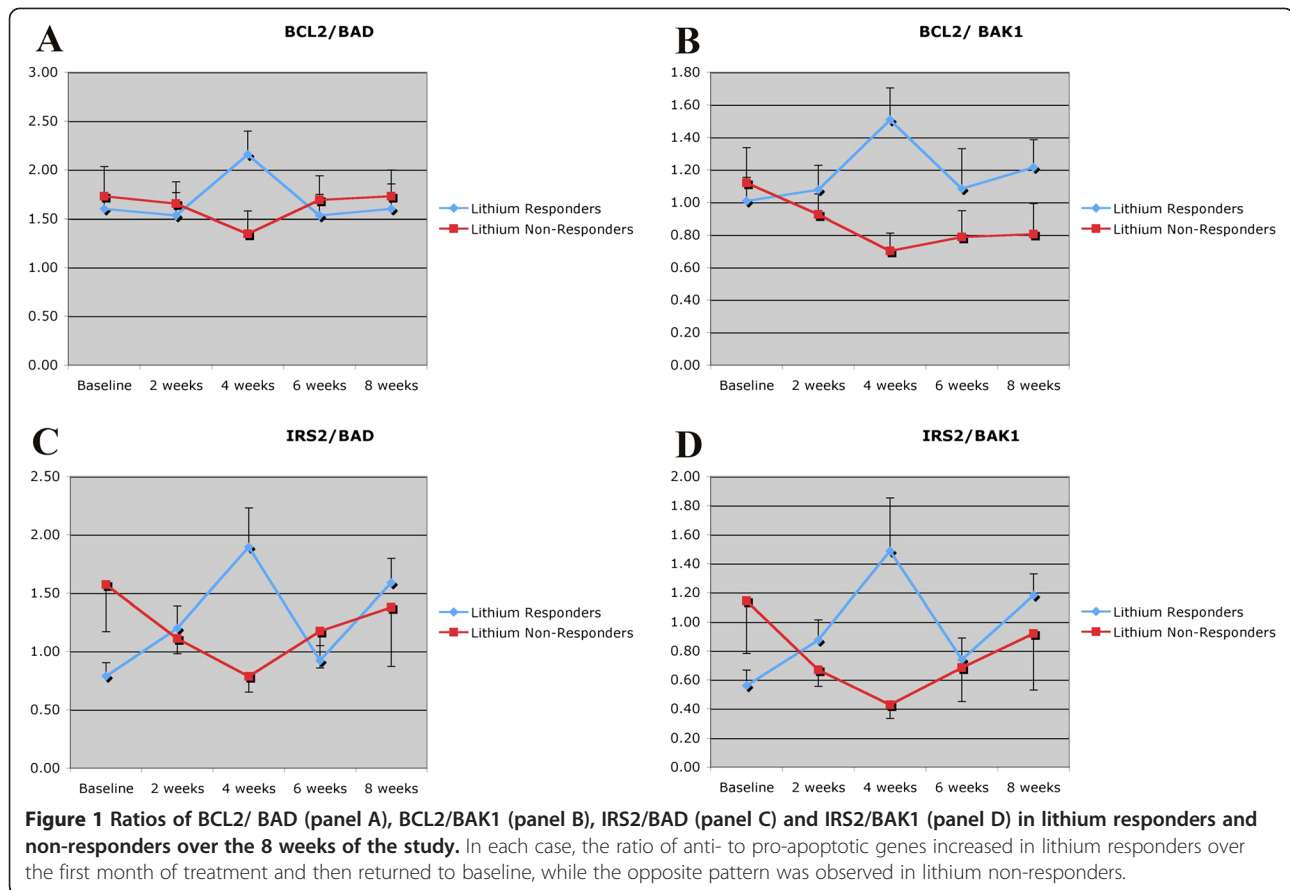 A
BCL2/BAD
3.00
2.50
2.00
1.50
1.00
0.50
0.00
Baseline 2 weeks 4 weeks 6 weeks 8 weeks
Lithium Responders
Lithium Non-Responders
B
BCL2/ BAK1
1.80
1.60
1.40
1.20
1.00
0.80
0.60
0.40
0.20
0.00
Baseline 2 weeks 4 weeks 6 weeks 8 weeks
Lithium Responders
Lithium Non-Responders
C
IRS2/BAD
2.50
2.00
1.50
1.00
0.50
0.00
Baseline 2 weeks 4 weeks 6 weeks 8 weeks
Lithium Responders
Lithium Non-Responders
D
IRS2/BAK1
2.00
1.80
1.60
1.40
1.20
1.00
0.80
0.60
0.40
0.20
0.00
Baseline 2 weeks 4 weeks 6 weeks 8 weeks
Lithium Responders
Lithium Non-Responders
Figure 1 Ratios of BCL2/ BAD (panel A), BCL2/BAK1 (panel B), IRS2/BAD (panel C) and IRS2/BAK1 (panel D) in lithium responders and
non-responders over the 8 weeks of the study. In each case, the ratio of anti- to pro-apoptotic genes increased in lithium responders over
the first month of treatment and then returned to baseline, while the opposite pattern was observed in lithium non-responders.